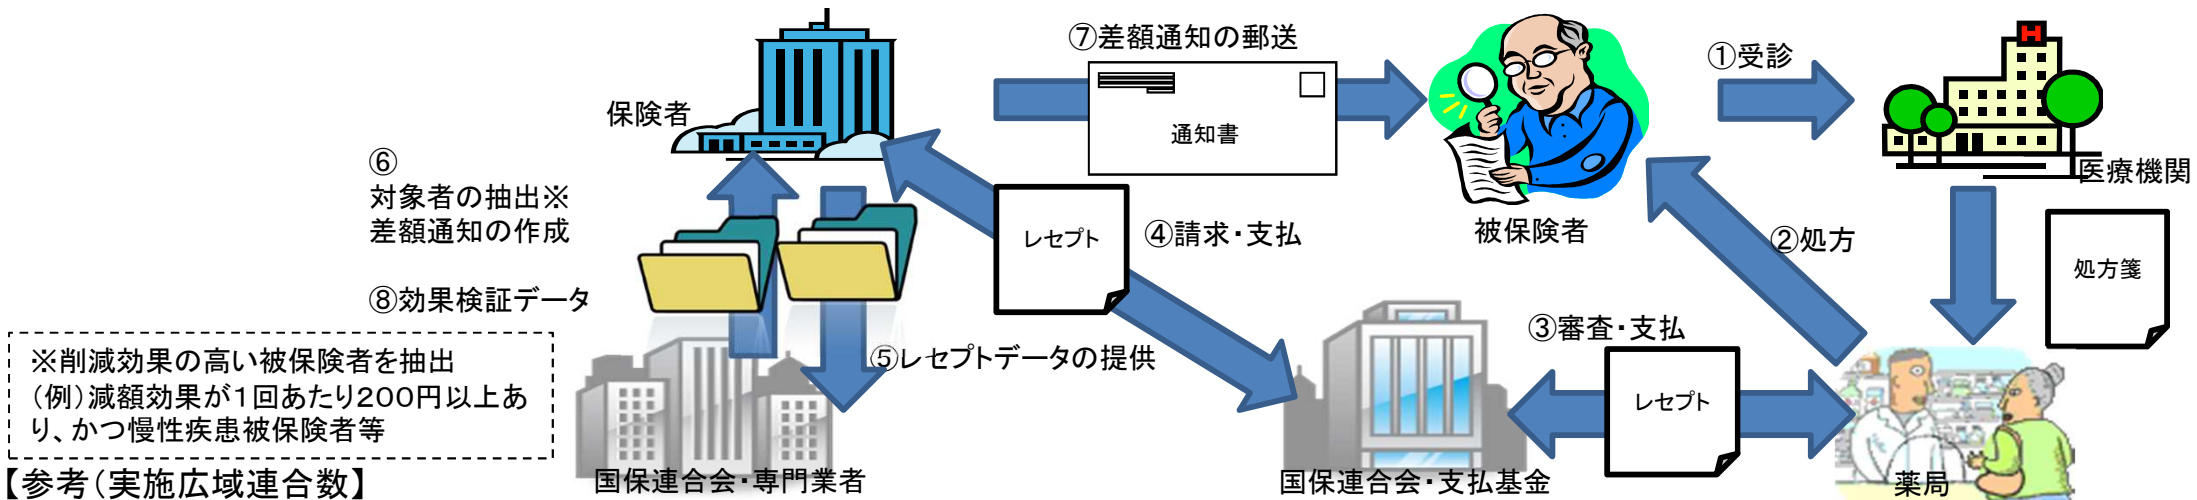 ⑦差額通知の郵送
①受診
保険者
通知書
医療機関
⑥
対象者の抽出※
差額通知の作成
レセプト
④請求・支払
被保険者
②処方
処方箋
⑧効果検証データ
③審査・支払
⑤レセプトデータの提供
レセプト
※削減効果の高い被保険者を抽出
(例)減額効果が1回あたり200円以上あ
り、かつ慢性疾患被保険者等
国保連合会・専門業者
国保連合会・支払基金
薬局
【参考(実施広域連合数】
H